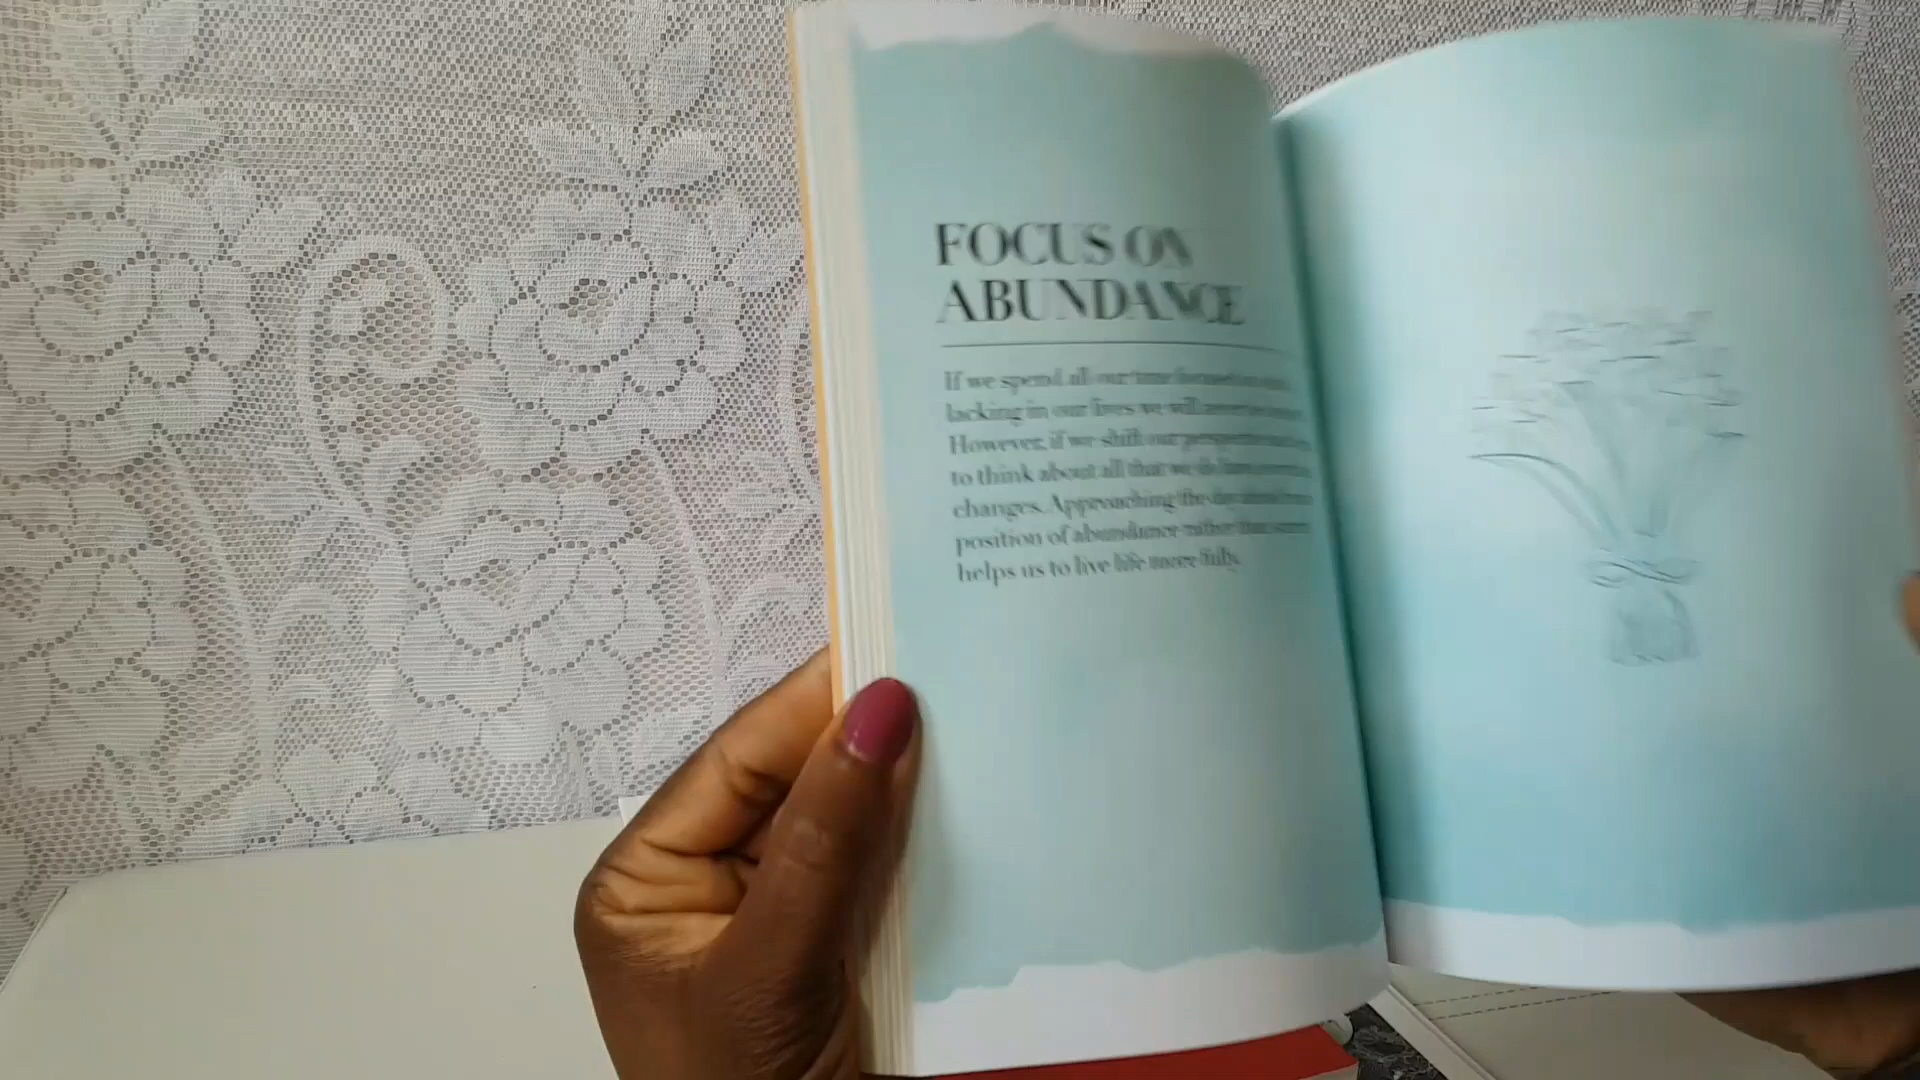 FOCUS ON
ABUNDANCE
If we spend all our time focused on
lacking in our lives we will
However, if we shift our perspective
to think about all that we do have
changes. Approaching the day
position of abundance rather than
helps us to live life more fully.